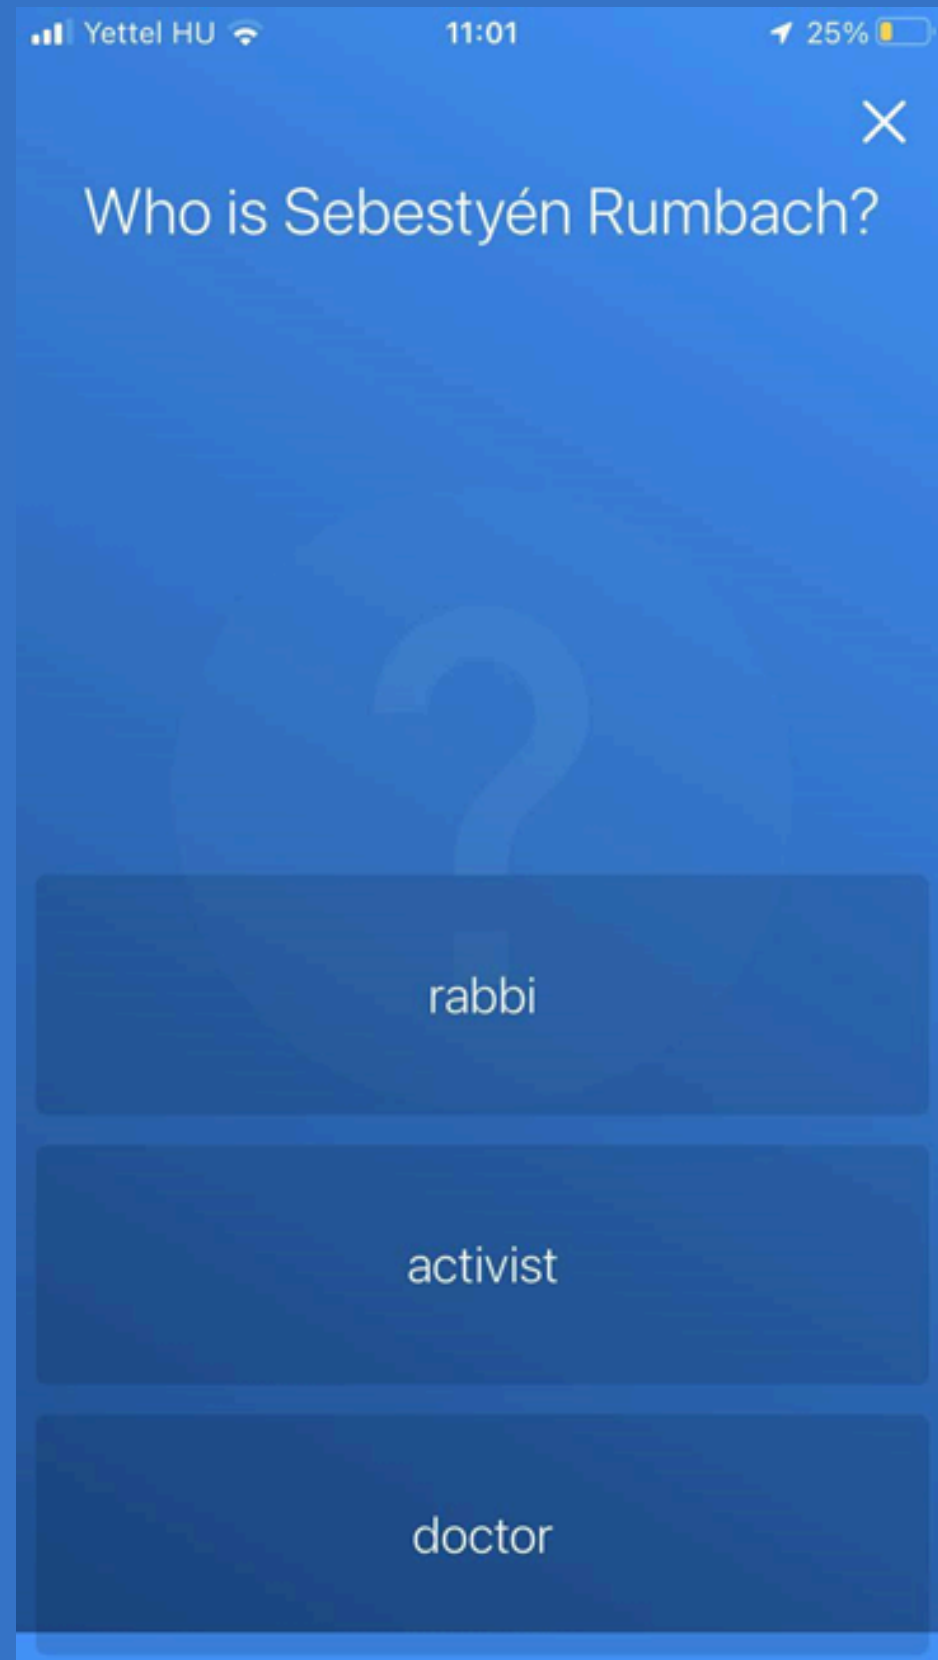 Yettel HU 11:01 25%
Who is Sebestyén Rumbach?
rabbi
activist
doctor